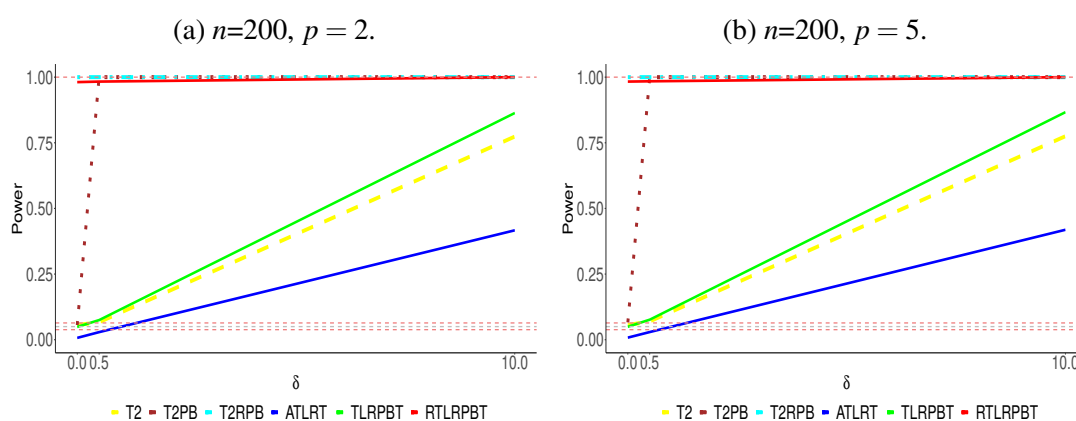 (a) n=200, p = 2.
1.00
0.75
0.50
0.25
0.00
Power
0.0 0.5 10.0
δ
T2 T2PB T2RPB ATLRT TLRPBT RTLRPBT
(b) n=200, p = 5.
1.00
0.75
0.50
0.25
0.00
Power
0.0 0.5 10.0
δ
T2 T2PB T2RPB ATLRT TLRPBT RTLRPBT